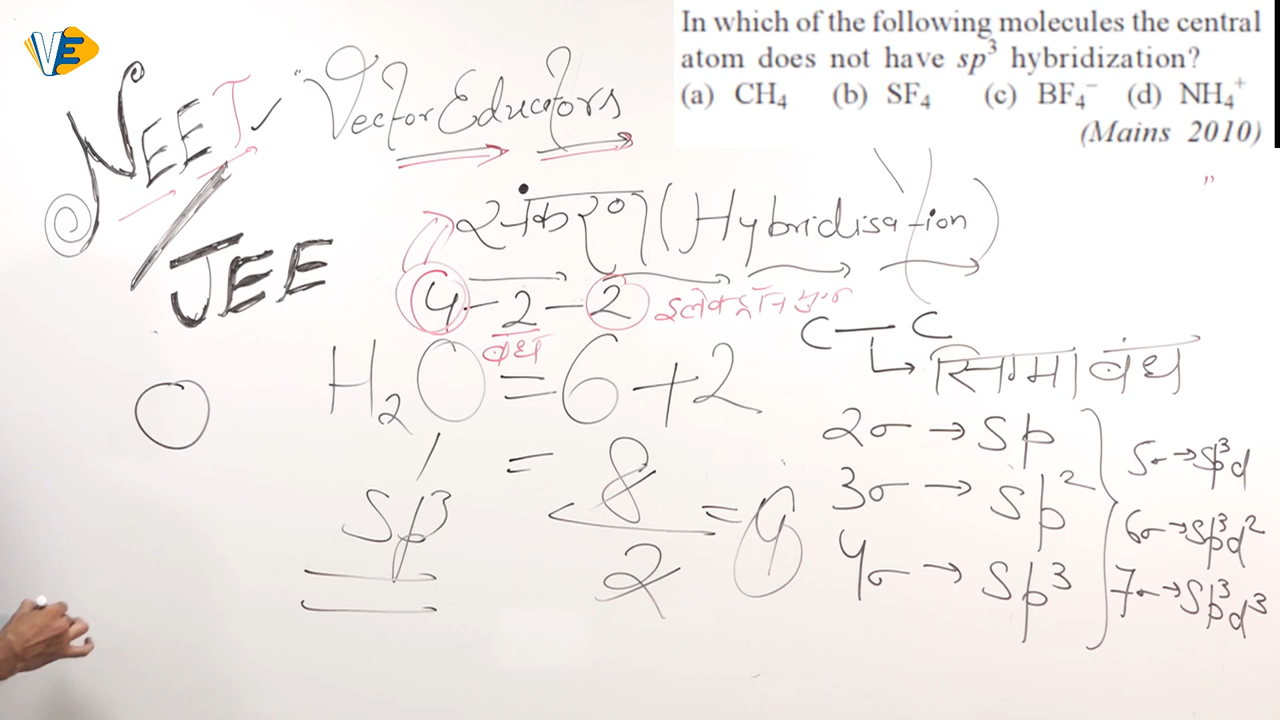 VE
In which of the following molecules the central
atom does not have sp³ hybridization?
(a) CH₄ (b) SF₄ (c) BF₄⁻ (d) NH₄⁺
(Mains 2010)
NEET
/
JEE
" Vector Educators "
संकरण (Hybridisation)
4 - 2 - 2 इलेक्ट्रॉन युग्म
बंध
C — C
सिग्मा बंध
H₂O = 6 + 2
= 8/2 = 4
sp³
2σ → sp
3σ → sp²
4σ → sp³
5σ → sp³d
6σ → sp³d²
7σ → sp³d³